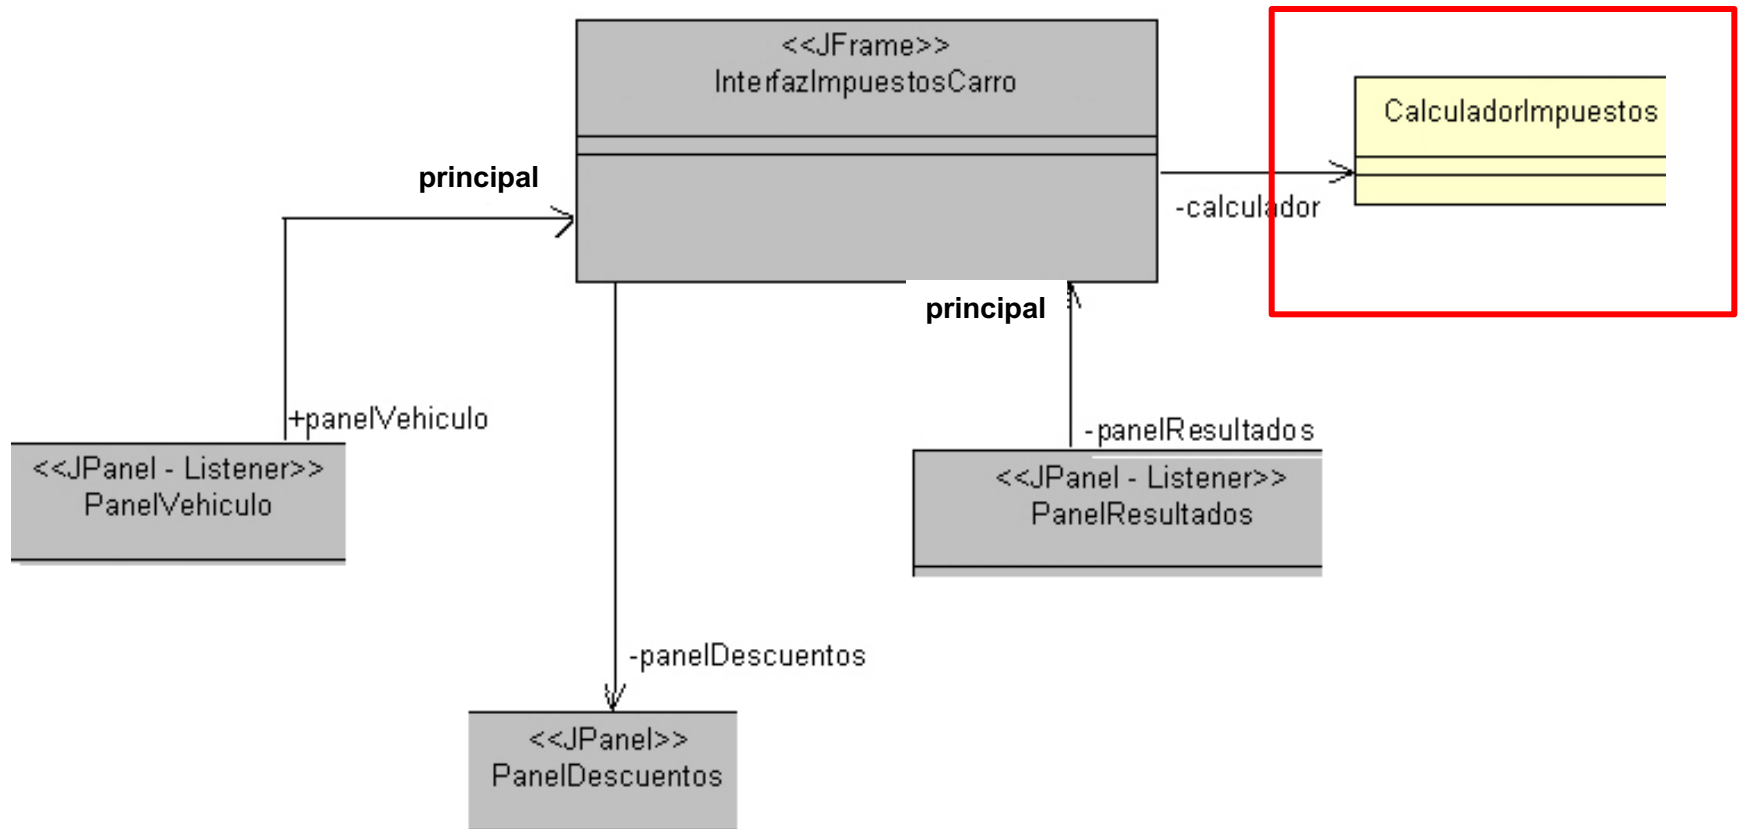 <<JFrame>>
InterfazImpuestosCarro
CalculadorImpuestos
principal
-calculador
principal
+panelVehiculo
-panelResultados
<<JPanel - Listener>>
PanelVehiculo
<<JPanel - Listener>>
PanelResultados
-panelDescuentos
<<JPanel>>
PanelDescuentos